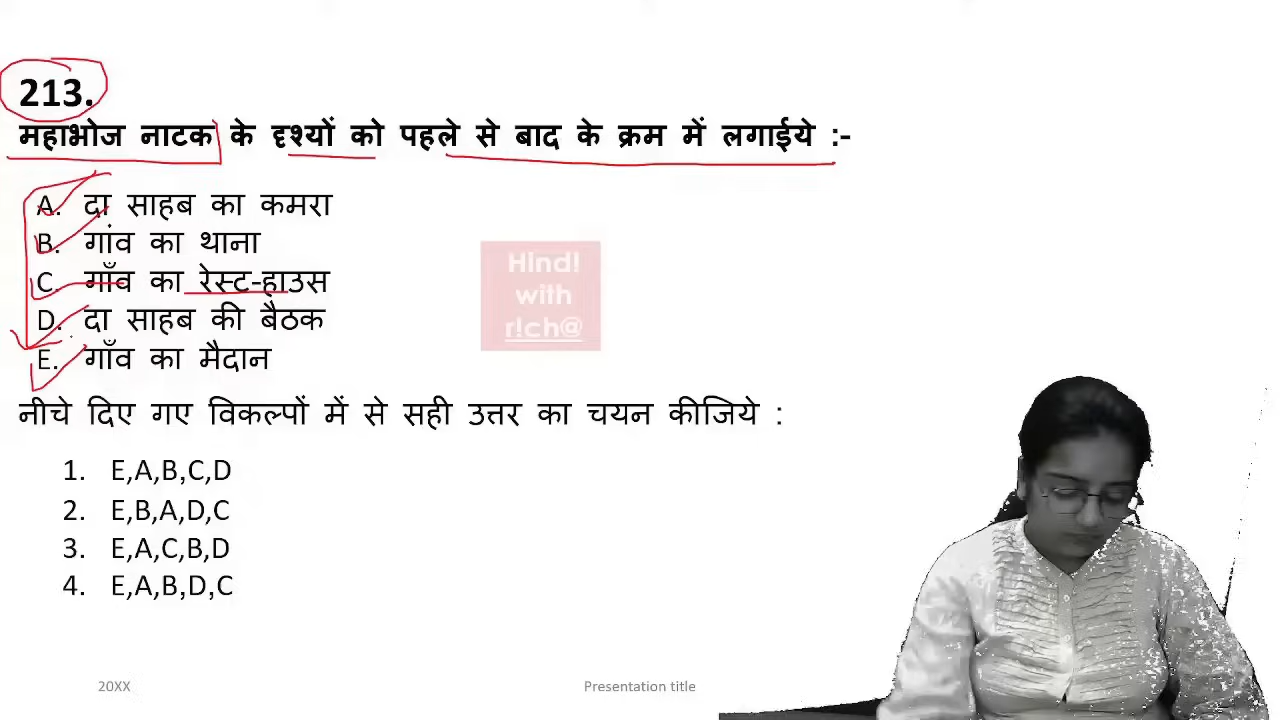 213.
महाभोज नाटक के दृश्यों को पहले से बाद के क्रम में लगाईये :-
A. दा साहब का कमरा
B. गांव का थाना
C. गाँव का रेस्ट-हाउस
D. दा साहब की बैठक
E. गाँव का मैदान
H!nd!
with
r!ch@
नीचे दिए गए विकल्पों में से सही उत्तर का चयन कीजिये :
1. E,A,B,C,D
2. E,B,A,D,C
3. E,A,C,B,D
4. E,A,B,D,C
20XX
Presentation title